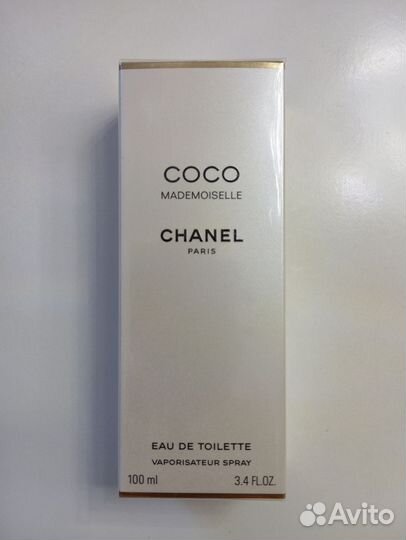 COCO
MADEMOISELLE
CHANEL
PARIS
EAU DE TOILETTE
VAPORISATEUR SPRAY
100 ml 3.4 FL.OZ.
Avito